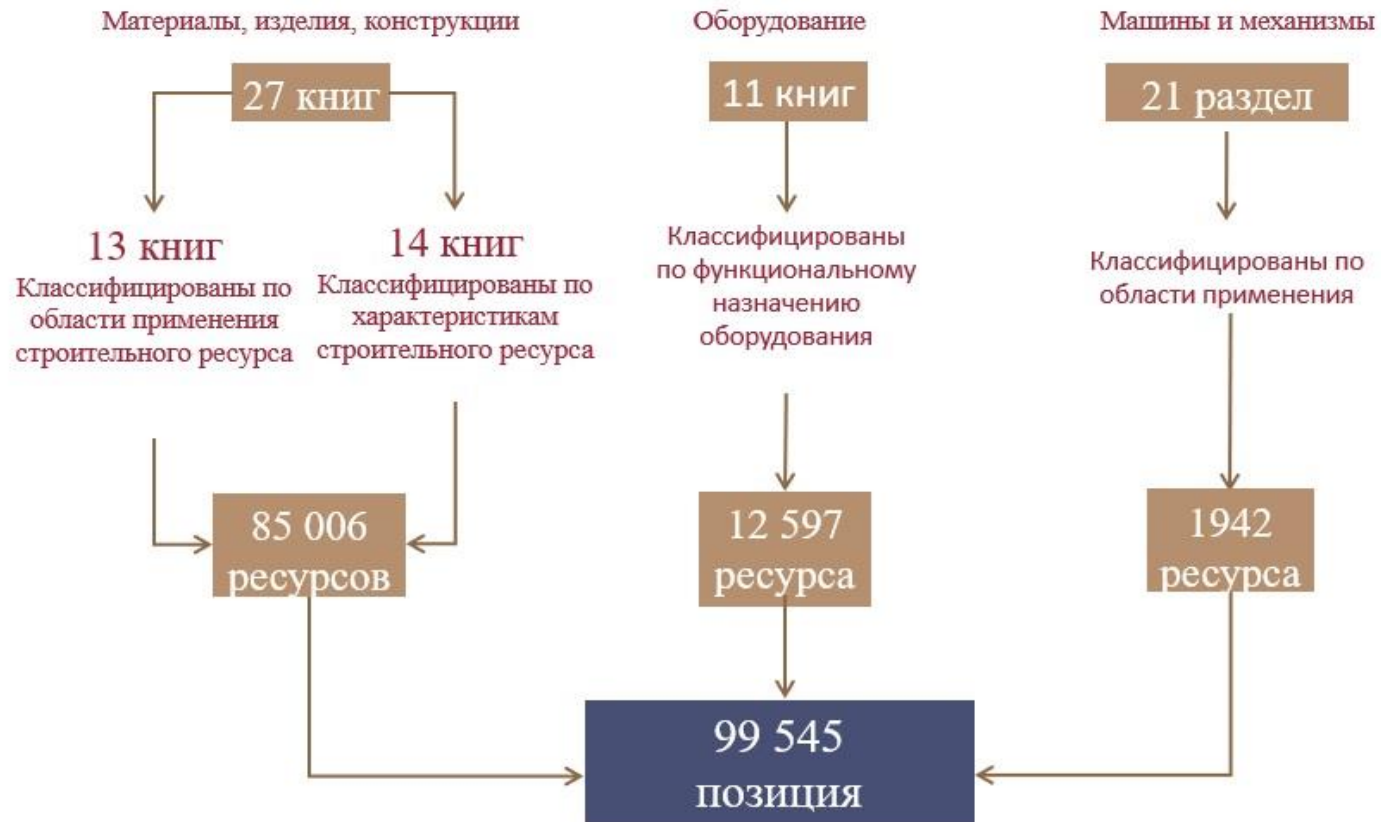 Материалы, изделия, конструкции
27 книг
13 книг
Классифицированы по
области применения
строительного ресурса
14 книг
Классифицированы по
характеристикам
строительного ресурса
85 006
ресурсов
Оборудование
11 книг
Классифицированы
по функциональному
назначению
оборудования
12 597
ресурса
Машины и механизмы
21 раздел
Классифицированы по
области применения
1942
ресурса
99 545
позиция